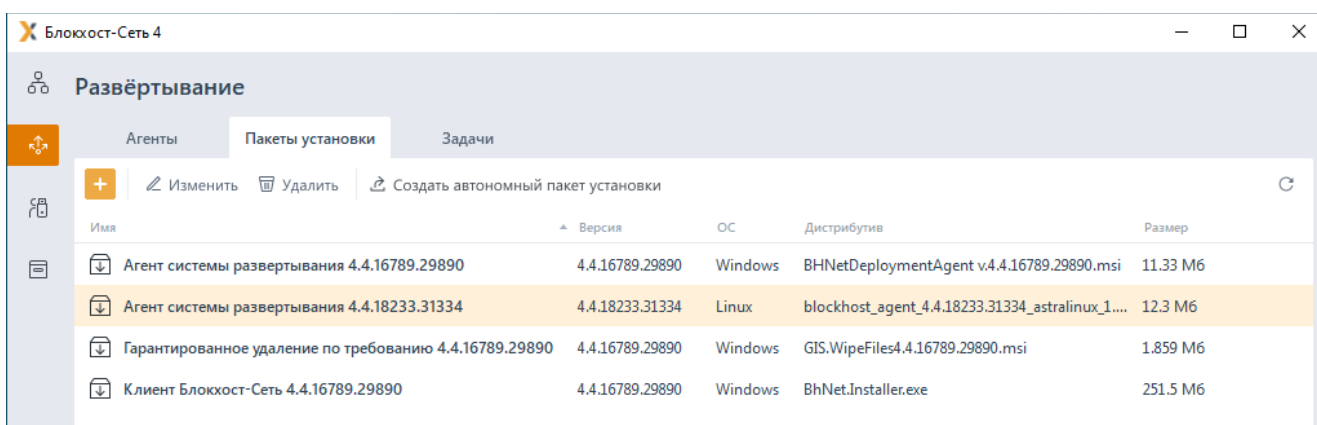 Блокхост-Сеть 4
Развёртывание
Агенты Пакеты установки Задачи
+ Изменить Удалить Создать автономный пакет установки
Имя Версия ОС Дистрибутив Размер
Агент системы развертывания 4.4.16789.29890 4.4.16789.29890 Windows BHNetDeploymentAgent v.4.4.16789.29890.msi 11.33 Мб
Агент системы развертывания 4.4.18233.31334 4.4.18233.31334 Linux blockhost_agent_4.4.18233.31334_astralinux_1.... 12.3 Мб
Гарантированное удаление по требованию 4.4.16789.29890 4.4.16789.29890 Windows GIS.WipeFiles4.4.16789.29890.msi 1.859 Мб
Клиент Блокхост-Сеть 4.4.16789.29890 4.4.16789.29890 Windows BhNet.Installer.exe 251.5 Мб